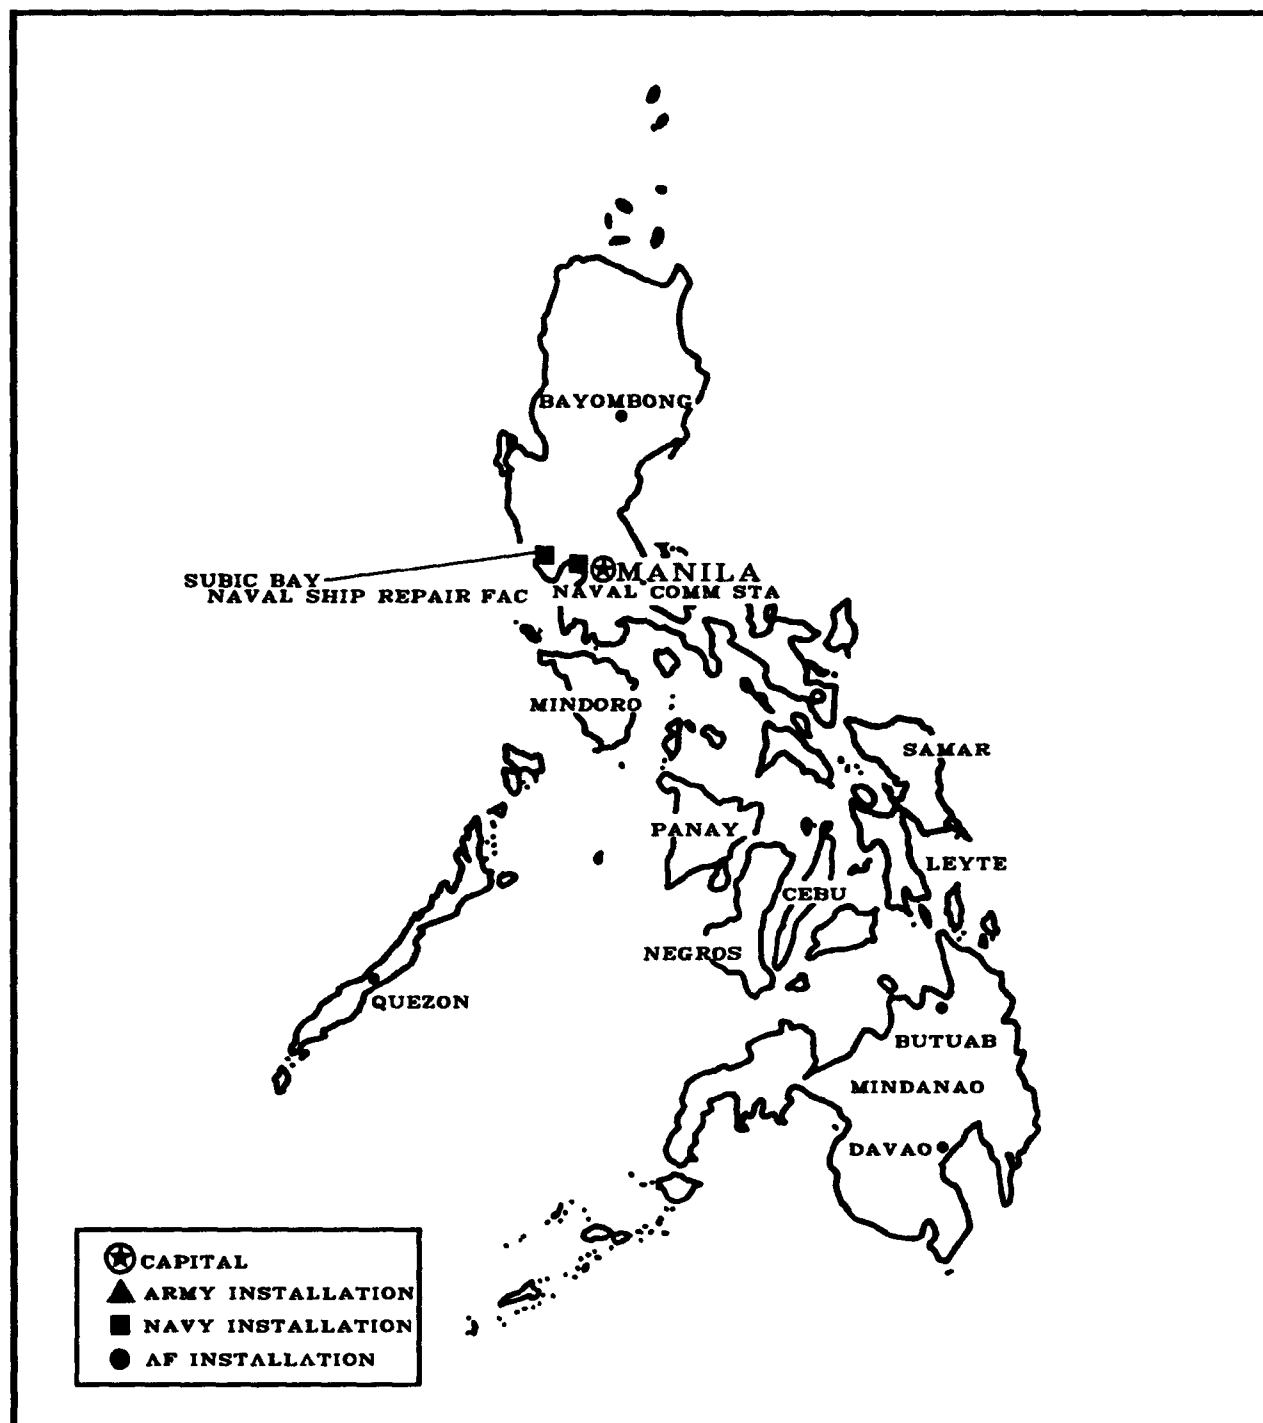 BAYOMBONG
MANILA
SUBIC BAY
NAVAL SHIP REPAIR FAC
NAVAL COMM STA
MINDORO
SAMAR
PANAY
LEYTE
CEBU
NEGROS
QUEZON
BUTUAB
MINDANAO
DAVAO
CAPITAL
ARMY INSTALLATION
NAVY INSTALLATION
AF INSTALLATION